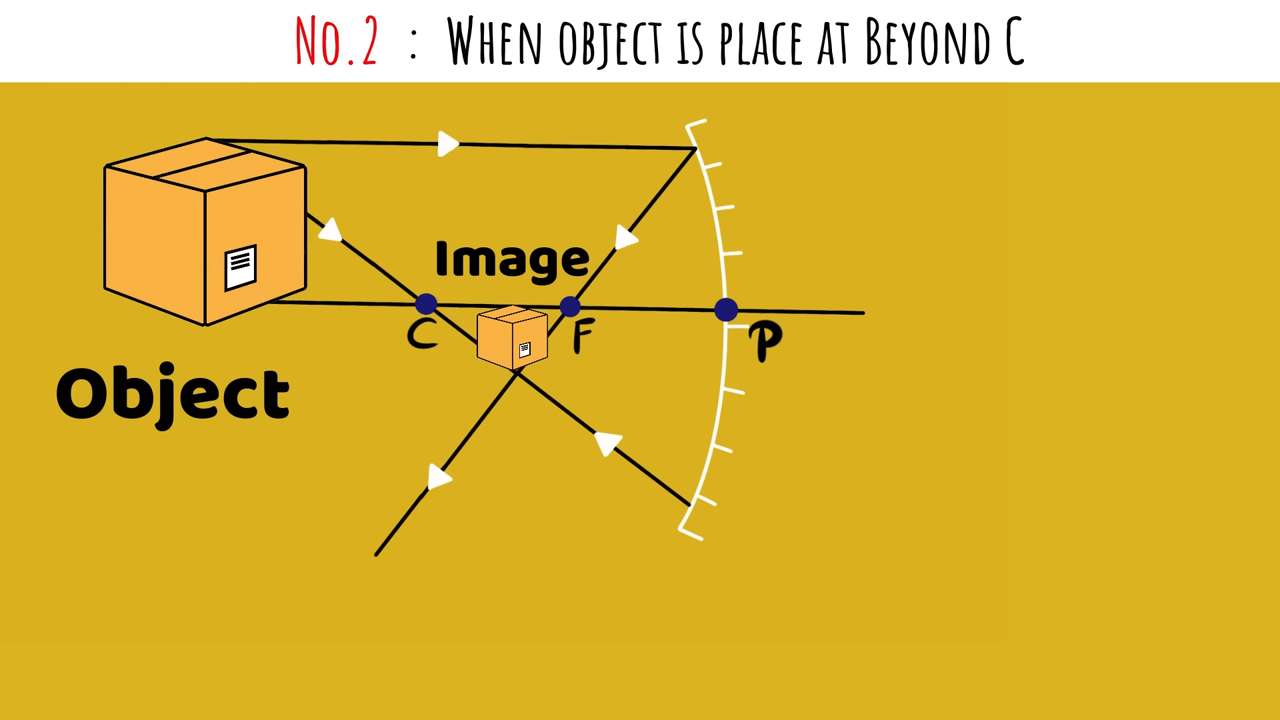 No.2 : When object is place at Beyond C
Image
C
F
P
Object